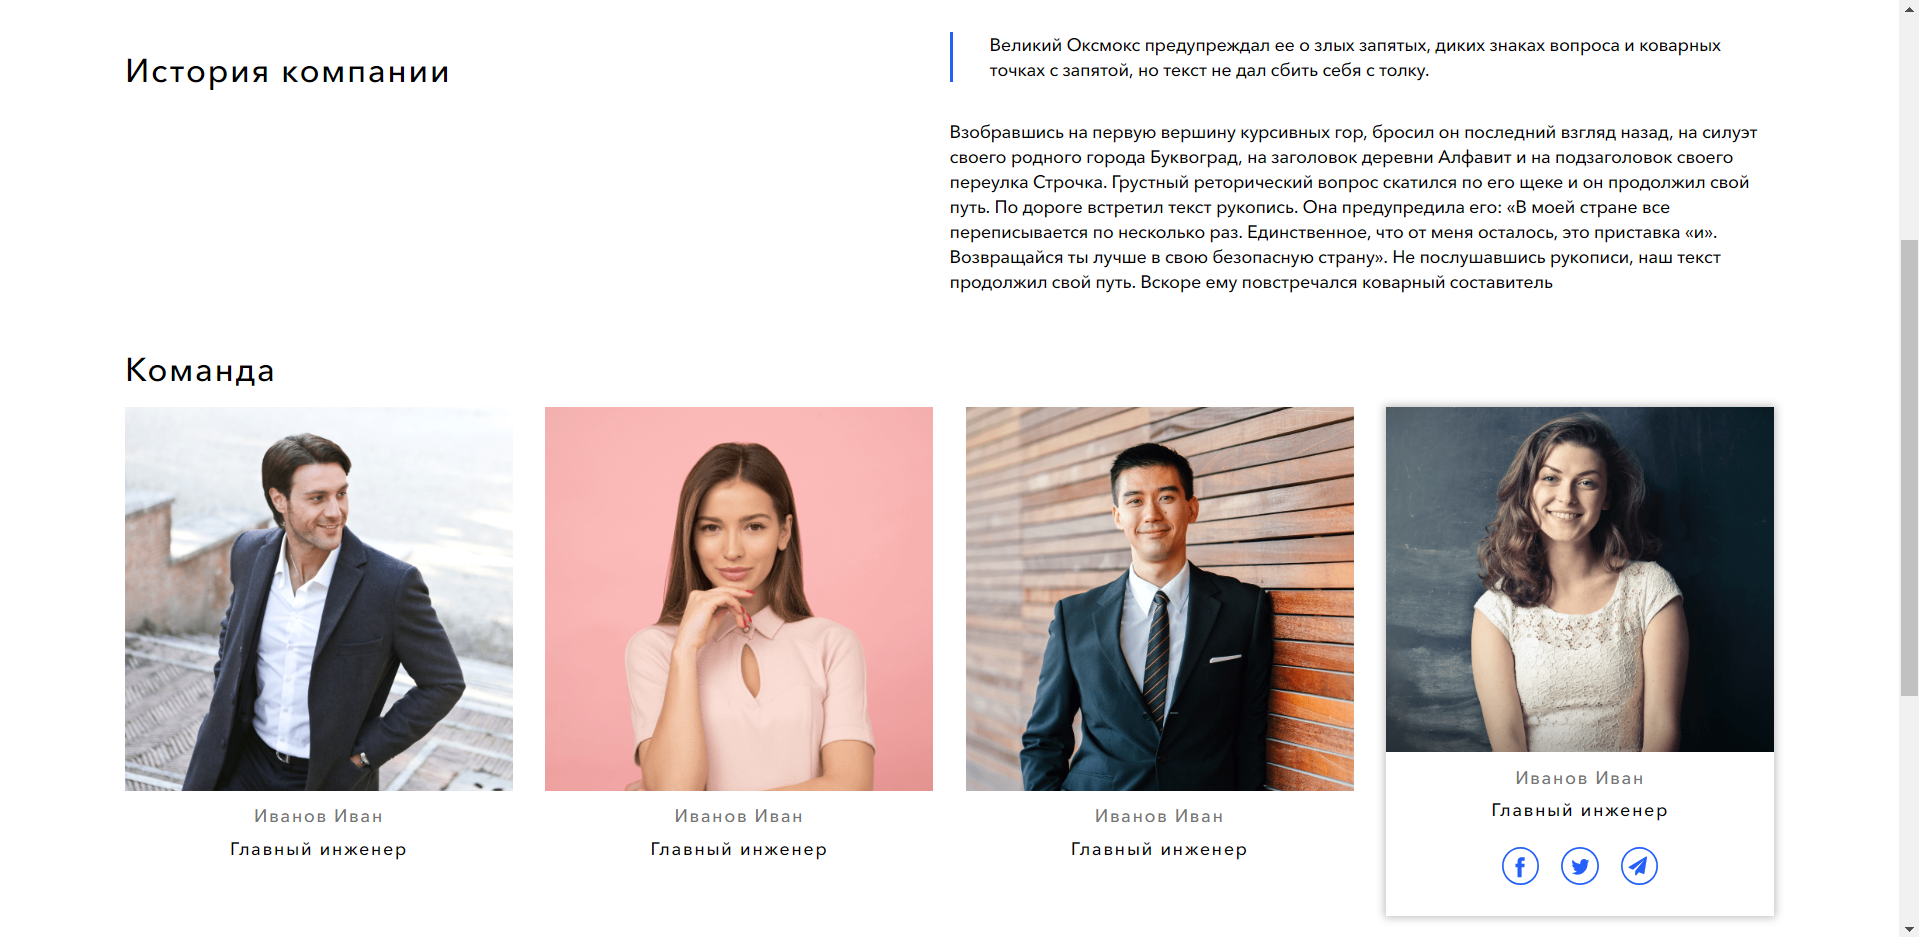 История компании
Великий Оксмокс предупреждал ее о злых запятых, диких знаках вопроса и коварных
точках с запятой, но текст не дал сбить себя с толку.
Взобравшись на первую вершину курсивных гор, бросил он последний взгляд назад, на силуэт
своего родного города Буквоград, на заголовок деревни Алфавит и на подзаголовок своего
переулка Строчка. Грустный реторический вопрос скатился по его щеке и он продолжил свой
путь. По дороге встретил текст рукопись. Она предупредила его: «В моей стране все
переписывается по несколько раз. Единственное, что от меня осталось, это приставка «и».
Возвращайся ты лучше в свою безопасную страну». Не послушавшись рукописи, наш текст
продолжил свой путь. Вскоре ему повстречался коварный составитель
Команда
Иванов Иван
Главный инженер
Иванов Иван
Главный инженер
Иванов Иван
Главный инженер
Иванов Иван
Главный инженер